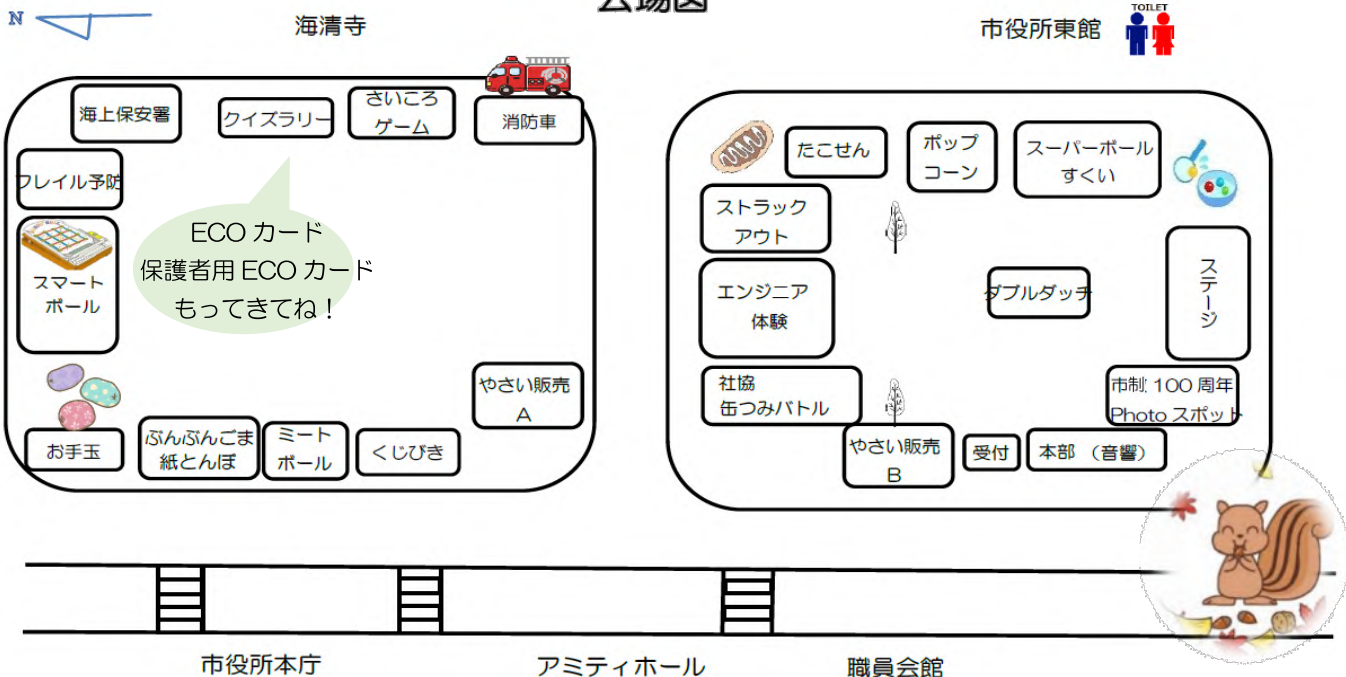 会場図
N
海清寺
市役所東館
TOILET
海上保安署
クイズラリー
さいころ
ゲーム
消防車
フレイル予防
スマート
ボール
ECO カード
保護者用 ECO カード
もってきてね！
お手玉
ぶんぶんごま
紙とんぼ
ミート
ボール
くじびき
やさい販売
A
たこせん
ポップ
コーン
スーパーボール
すくい
ストラック
アウト
エンジニア
体験
ダブルダッチ
ステージ
社協
缶つみバトル
やさい販売
B
受付
本部 （音響）
市制 100 周年
Photo スポット
市役所本庁
アミティホール
職員会館